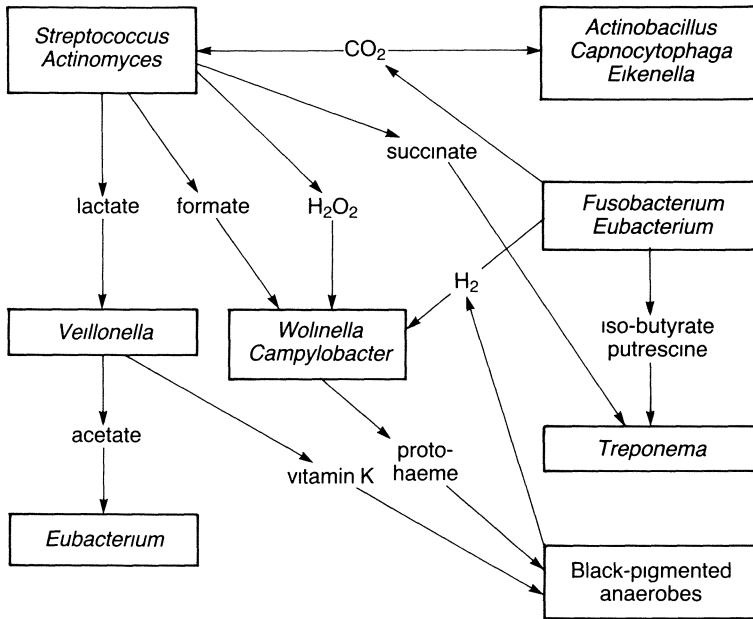 Streptococcus
Actinomyces
CO2
Actinobacillus
Capnocytophaga
Eikenella
succinate
lactate
formate
H2O2
Fusobacterium
Eubacterium
H2
Veillonella
Wolinella
Campylobacter
iso-butyrate
putrescine
acetate
vitamin K
proto-
haeme
Treponema
Eubacterium
Black-pigmented
anaerobes